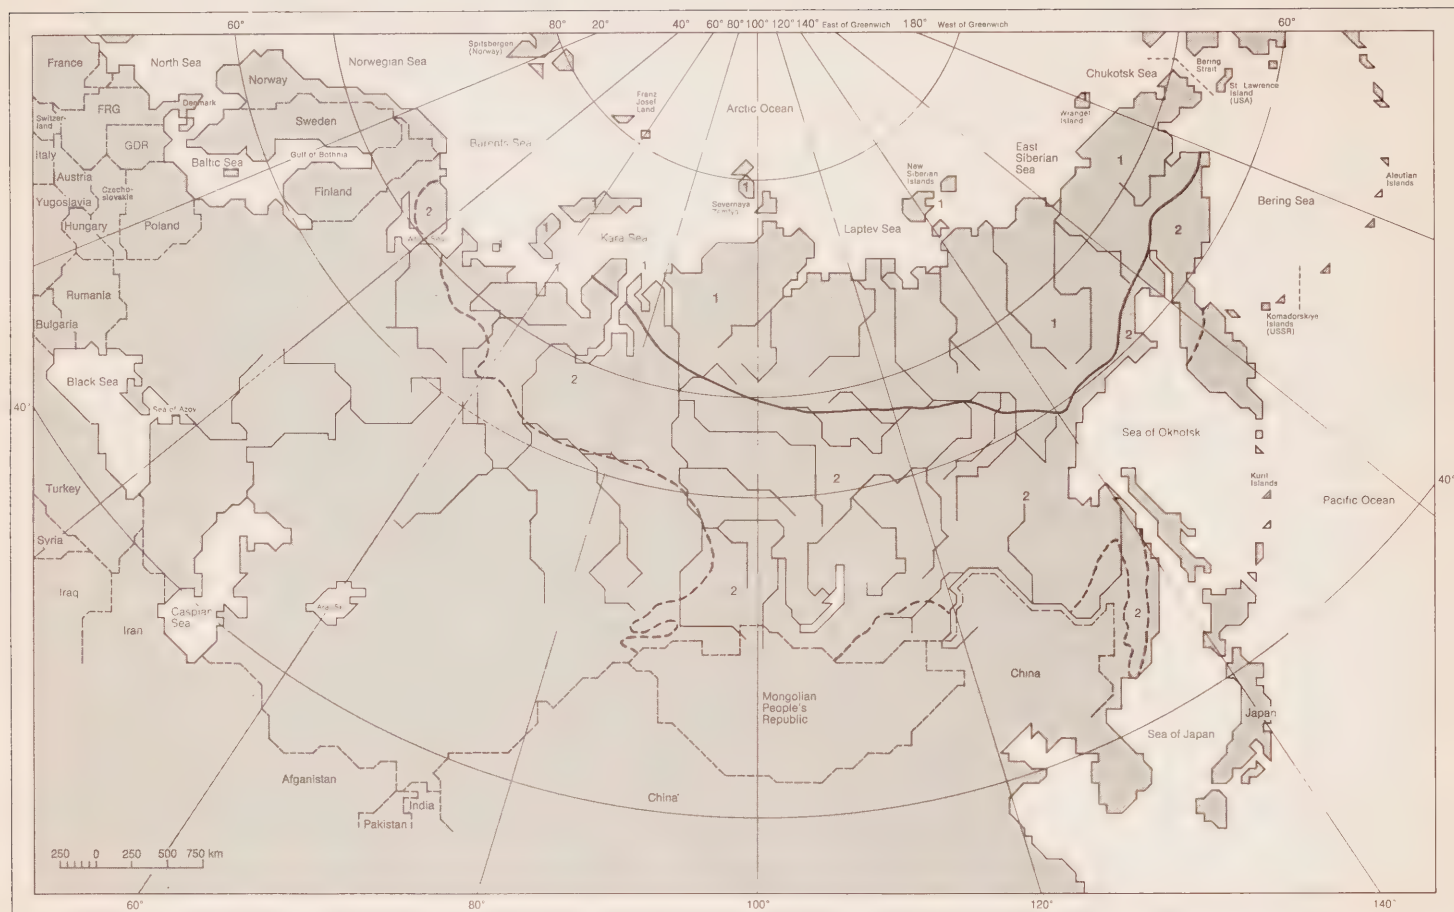 60° 80° 20° 40° 60° 80° 100° 120° 140° East of Greenwich 180° West of Greenwich 60°
France
North Sea
Norwegian Sea
Spitsbergen
(Norway)
Norway
Chukotsk Sea
Bering
Strait
St Lawrence
Island
(USA)
FRG
Denmark
Sweden
Franz
Josef
Land
Arctic Ocean
Wrangel
Island
Switzer-
land
GDR
Baltic Sea
Gulf of Bothnia
Barents Sea
East
Siberian
Sea
1
Italy
Austria
Yugoslavia
Czecho-
slovakia
Finland
New
Siberian
Islands
Aleutian
Islands
Hungary
Poland
2
1
1
Severnaya
1
Bering Sea
1
Kara Sea
Laptev Sea
2
1
1
1
Rumania
Bulgaria
1
2
Komadorskiye
Islands
(USSR)
Black Sea
2
40°
Sea of Azov
Sea of Okhotsk
Turkey
2
2
Kuril
Islands
Pacific Ocean
40°
Syria
Iraq
Iran
Caspian
Sea
Aral Sea
2
2
China
Mongolian
People's
Republic
Japan
Sea of Japan
Afganistan
China
India
Pakistan
250 0 250 500 750 km
60° 80° 100° 120° 140°